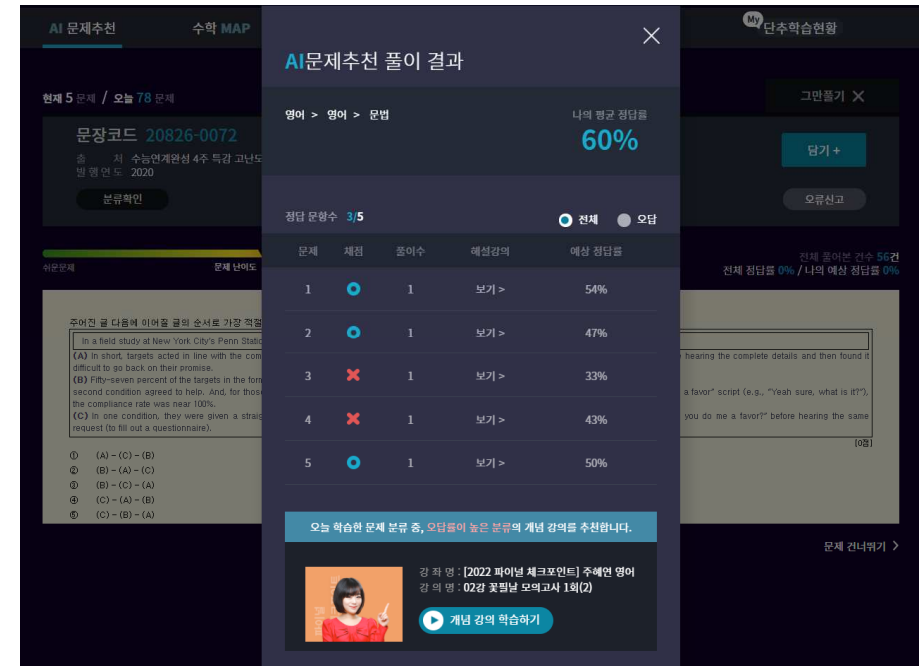 AI 문제추천
수학 MAP
My
단추학습현황
현재 5 문제 / 오늘 78 문제
그만풀기 ×
문장코드 20826-0072
출 처 수능연계완성 4주 특강 고난도
발행연도 2020
담기 +
분류확인
오류신고
쉬운문제
문제 난이도
전체 풀어본 건수 56건
전체 정답률 0% / 나의 예상 정답률 0%
주어진 글 다음에 이어질 글의 순서로 가장 적절
In a field study at New York City's Penn Static
(A) In short, targets acted in line with the com
hearing the complete details and then found it
difficult to go back on their promise.
(B) Fifty-seven percent of the targets in the form
a favor" script (e.g., "Yeah sure, what is it?"),
second condition agreed to help. And, for thos
the compliance rate was near 100%.
(C) In one condition, they were given a straig
you do me a favor?" before hearing the same
request (to fill out a questionnaire).
[0점]
① (A) – (C) – (B)
② (B) – (A) – (C)
③ (B) – (C) – (A)
④ (C) – (A) – (B)
⑤ (C) – (B) – (A)
문제 건너뛰기 >
AI문제추천 풀이 결과
영어 > 영어 > 문법
나의 평균 정답률
60%
정답 문항수 3/5
전체 오답
문제 채점 풀이수 해설강의 예상 정답률
1 1 보기 > 54%
2 1 보기 > 47%
3 1 보기 > 33%
4 1 보기 > 43%
5 1 보기 > 50%
오늘 학습한 문제 분류 중, 오답률이 높은 분류의 개념 강의를 추천합니다.
강 좌 명 : [2022 파이널 체크포인트] 주혜연 영어
강 의 명 : 02강 꽃필날 모의고사 1회(2)
개념 강의 학습하기